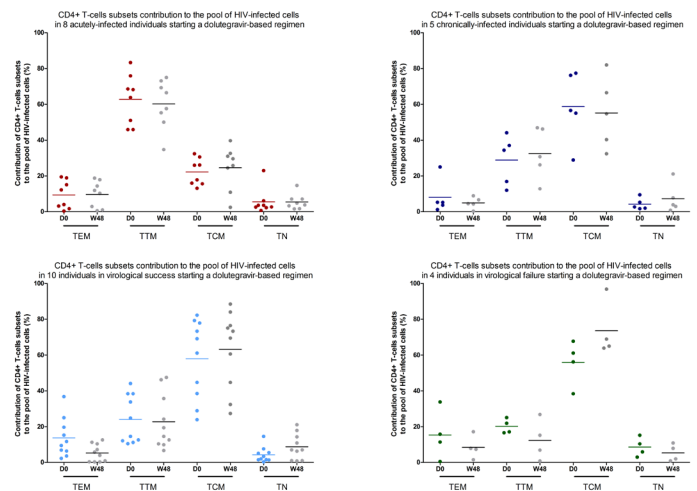 CD4+ T-cells subsets contribution to the pool of HIV-infected cells
in 8 acutely-infected individuals starting a dolutegravir-based regimen
Contribution of CD4+ T-cells subsets
to the pool of HIV-infected cells (%)
100
80
60
40
20
0
D0 W48 D0 W48 D0 W48 D0 W48
TEM TTM TCM TN
CD4+ T-cells subsets contribution to the pool of HIV-infected cells
in 5 chronically-infected individuals starting a dolutegravir-based regimen
Contribution of CD4+ T-cells subsets
to the pool of HIV-infected cells (%)
100
80
60
40
20
0
D0 W48 D0 W48 D0 W48 D0 W48
TEM TTM TCM TN
CD4+ T-cells subsets contribution to the pool of HIV-infected cells
in 10 individuals in virological success starting a dolutegravir-based regimen
Contribution of CD4+ T-cells subsets
to the pool of HIV-infected cells (%)
100
80
60
40
20
0
D0 W48 D0 W48 D0 W48 D0 W48
TEM TTM TCM TN
CD4+ T-cells subsets contribution to the pool of HIV-infected cells
in 4 individuals in virological failure starting a dolutegravir-based regimen
Contribution of CD4+ T-cells subsets
to the pool of HIV-infected cells (%)
100
80
60
40
20
0
D0 W48 D0 W48 D0 W48 D0 W48
TEM TTM TCM TN